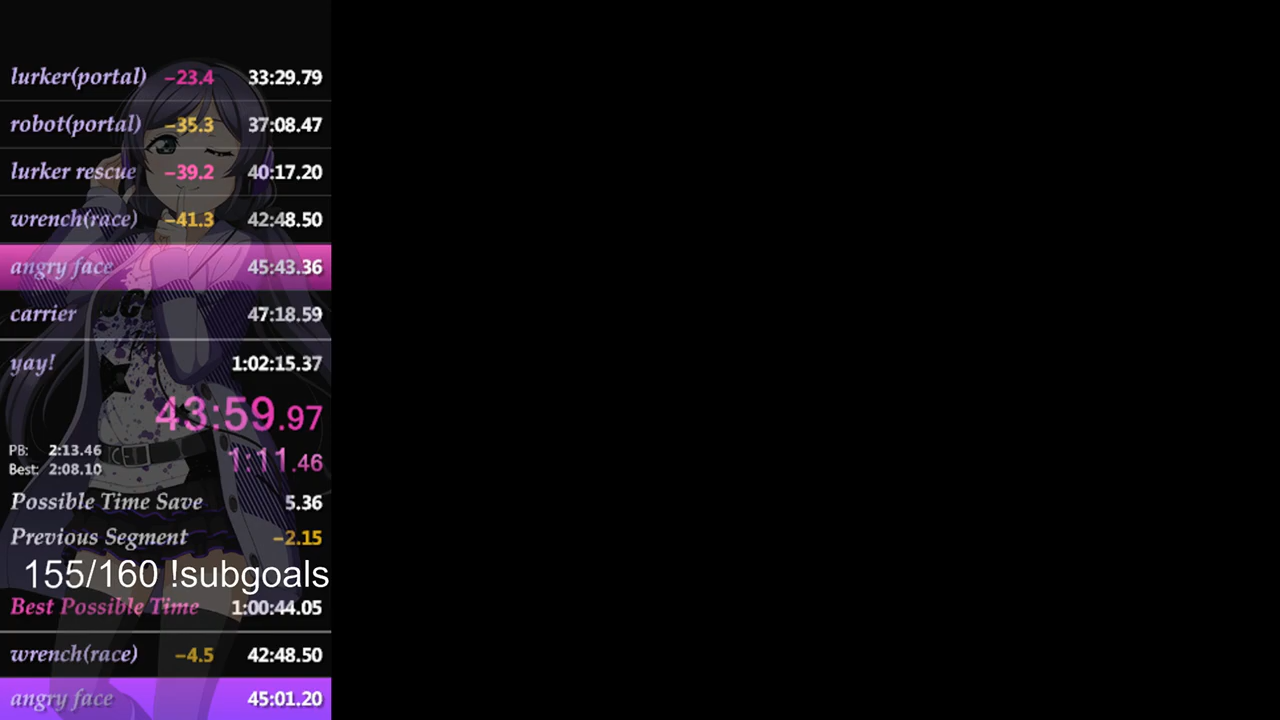 lurker(portal) −23.4 33:29.79
robot(portal) −35.3 37:08.47
lurker rescue −39.2 40:17.20
wrench(race) −41.3 42:48.50
angry face 45:43.36
carrier 47:18.59
yay! 1:02:15.37
43:59.97
PB: 2:13.46
Best: 2:08.10
1:11.46
Possible Time Save 5.36
Previous Segment −2.15
155/160 !subgoals
Best Possible Time 1:00:44.05
wrench(race) −4.5 42:48.50
angry face 45:01.20